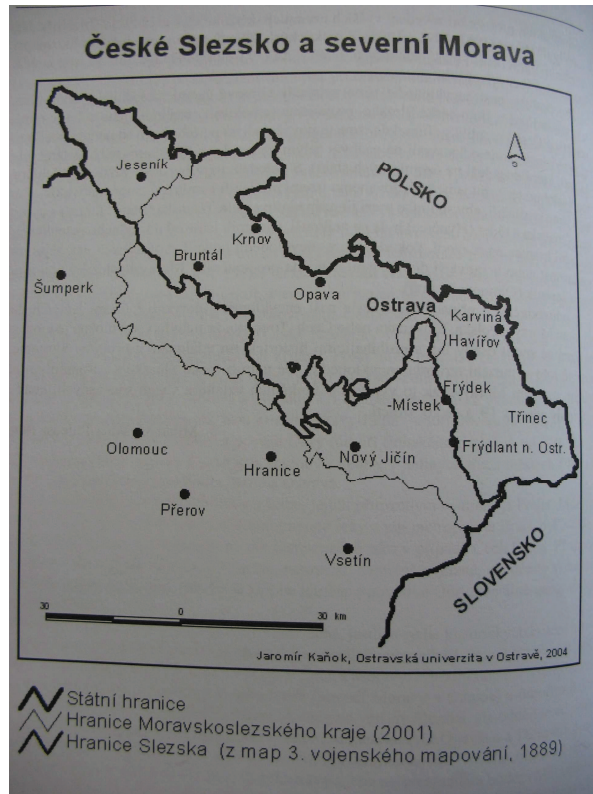 České Slezsko a severní Morava
Jeseník
POLSKO
Krnov
Bruntál
Šumperk
Opava
Ostrava
Karviná
Havířov
Frýdek
-Místek
Třinec
Olomouc
Hranice
Nový Jičín
Frýdlant n. Ostr.
Přerov
Vsetín
SLOVENSKO
30 0 30 km
Jaromír Kaňok, Ostravská univerzita v Ostravě, 2004
Státní hranice
Hranice Moravskoslezského kraje (2001)
Hranice Slezska (z map 3. vojenského mapování, 1889)